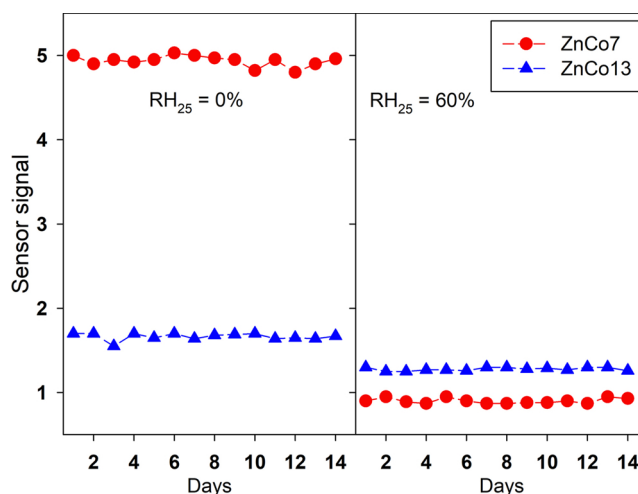 ZnCo7
ZnCo13
RH25 = 0%
RH25 = 60%
Sensor signal
5
4
3
2
1
2 4 6 8 10 12 14 2 4 6 8 10 12 14
Days Days